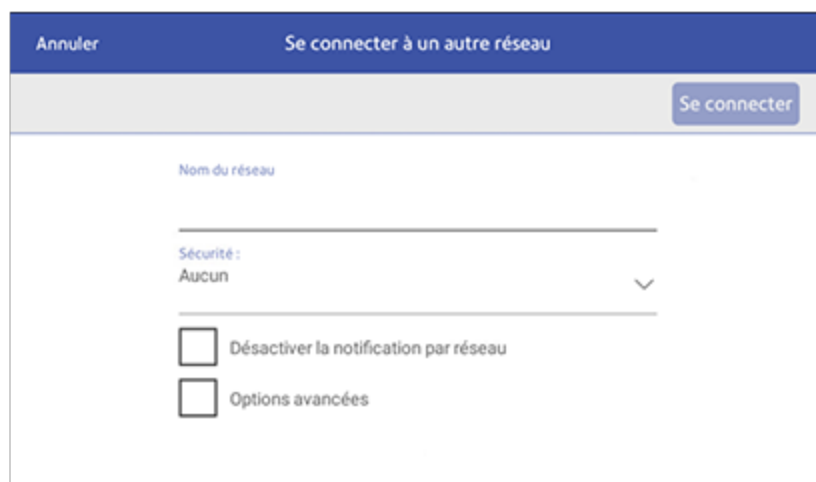 Annuler
Se connecter à un autre réseau
Se connecter
Nom du réseau
Sécurité :
Aucun
Désactiver la notification par réseau
Options avancées